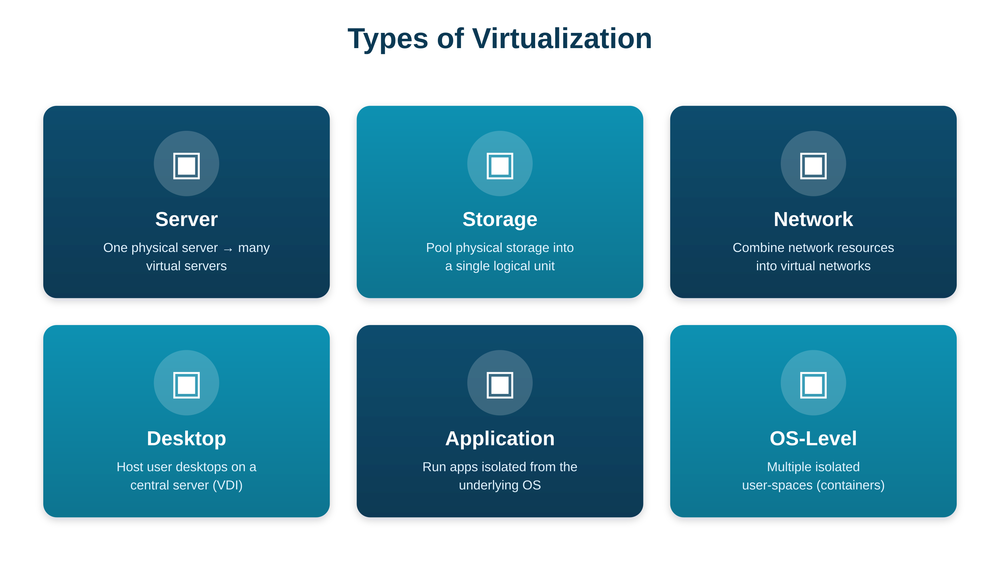 Types of Virtualization
Server
One physical server → many
virtual servers
Storage
Pool physical storage into
a single logical unit
Network
Combine network resources
into virtual networks
Desktop
Host user desktops on a
central server (VDI)
Application
Run apps isolated from the
underlying OS
OS-Level
Multiple isolated
user-spaces (containers)